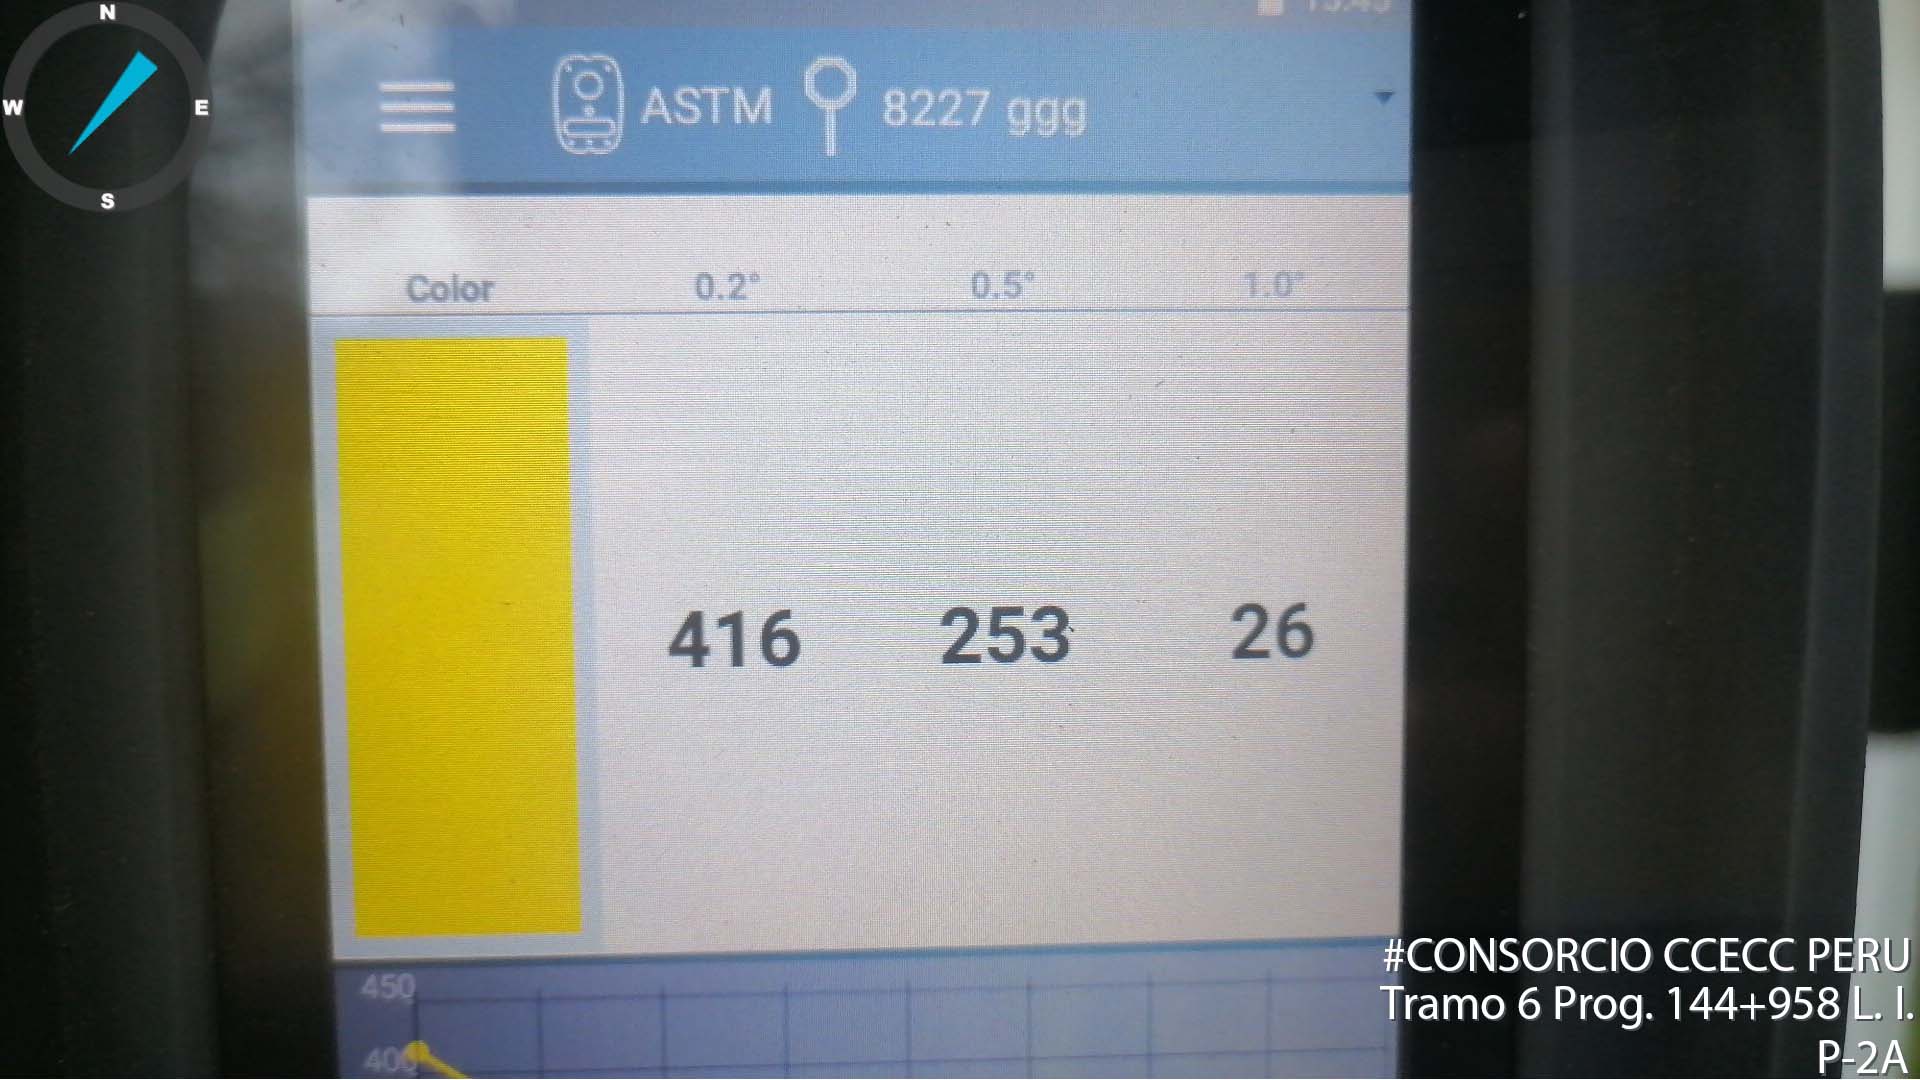 N
W E
S
ASTM 8227 ggg
Color 0.2° 0.5° 1.0°
416 253 26
450
400
#CONSORCIO CCECC PERU
Tramo 6 Prog. 144+958 L. I.
P-2A